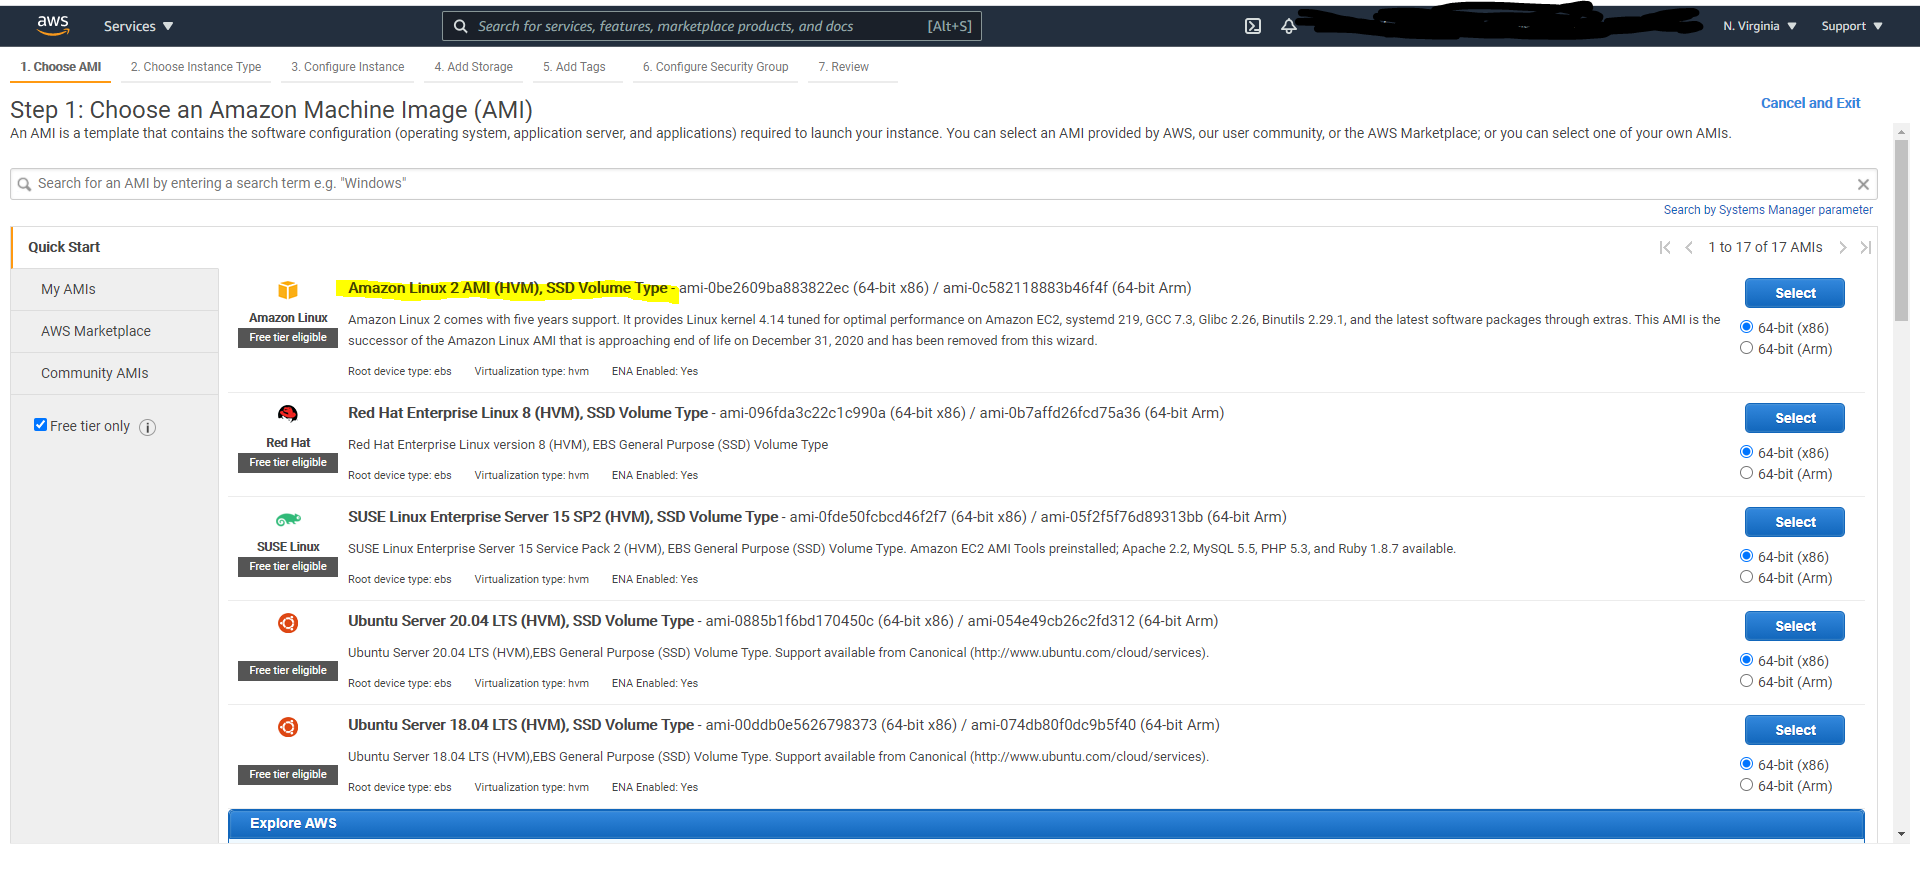 aws Services Search for services, features, marketplace products, and docs [Alt+S] N. Virginia Support
1. Choose AMI 2. Choose Instance Type 3. Configure Instance 4. Add Storage 5. Add Tags 6. Configure Security Group 7. Review
Step 1: Choose an Amazon Machine Image (AMI) Cancel and Exit
An AMI is a template that contains the software configuration (operating system, application server, and applications) required to launch your instance. You can select an AMI provided by AWS, our user community, or the AWS Marketplace; or you can select one of your own AMIs.
Search for an AMI by entering a search term e.g. "Windows"
Search by Systems Manager parameter
Quick Start 1 to 17 of 17 AMIs
My AMIs
AWS Marketplace
Community AMIs
Free tier only
Amazon Linux
Free tier eligible
Amazon Linux 2 AMI (HVM), SSD Volume Type - ami-0be2609ba883822ec (64-bit x86) / ami-0c582118883b46f4f (64-bit Arm)
Amazon Linux 2 comes with five years support. It provides Linux kernel 4.14 tuned for optimal performance on Amazon EC2, systemd 219, GCC 7.3, Glibc 2.26, Binutils 2.29.1, and the latest software packages through extras. This AMI is the
successor of the Amazon Linux AMI that is approaching end of life on December 31, 2020 and has been removed from this wizard.
Root device type: ebs Virtualization type: hvm ENA Enabled: Yes
Select
64-bit (x86)
64-bit (Arm)
Red Hat
Free tier eligible
Red Hat Enterprise Linux 8 (HVM), SSD Volume Type - ami-096fda3c22c1c990a (64-bit x86) / ami-0b7affd26fcd75a36 (64-bit Arm)
Red Hat Enterprise Linux version 8 (HVM), EBS General Purpose (SSD) Volume Type
Root device type: ebs Virtualization type: hvm ENA Enabled: Yes
Select
64-bit (x86)
64-bit (Arm)
SUSE Linux
Free tier eligible
SUSE Linux Enterprise Server 15 SP2 (HVM), SSD Volume Type - ami-0fde50fcbcd46f2f7 (64-bit x86) / ami-05f2f5f76d89313bb (64-bit Arm)
SUSE Linux Enterprise Server 15 Service Pack 2 (HVM), EBS General Purpose (SSD) Volume Type. Amazon EC2 AMI Tools preinstalled; Apache 2.2, MySQL 5.5, PHP 5.3, and Ruby 1.8.7 available.
Root device type: ebs Virtualization type: hvm ENA Enabled: Yes
Select
64-bit (x86)
64-bit (Arm)
Free tier eligible
Ubuntu Server 20.04 LTS (HVM), SSD Volume Type - ami-0885b1f6bd170450c (64-bit x86) / ami-054e49cb26c2fd312 (64-bit Arm)
Ubuntu Server 20.04 LTS (HVM),EBS General Purpose (SSD) Volume Type. Support available from Canonical (http://www.ubuntu.com/cloud/services).
Root device type: ebs Virtualization type: hvm ENA Enabled: Yes
Select
64-bit (x86)
64-bit (Arm)
Free tier eligible
Ubuntu Server 18.04 LTS (HVM), SSD Volume Type - ami-00ddb0e5626798373 (64-bit x86) / ami-074db80f0dc9b5f40 (64-bit Arm)
Ubuntu Server 18.04 LTS (HVM),EBS General Purpose (SSD) Volume Type. Support available from Canonical (http://www.ubuntu.com/cloud/services).
Root device type: ebs Virtualization type: hvm ENA Enabled: Yes
Select
64-bit (x86)
64-bit (Arm)
Explore AWS